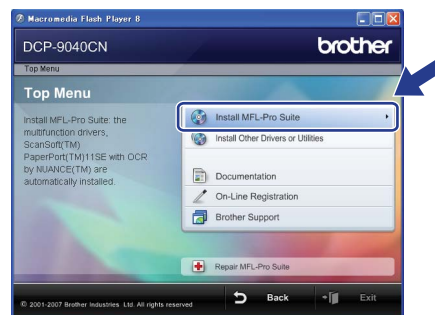 Macromedia Flash Player 8
DCP-9040CN
brother
Top Menu
Top Menu
Install MFL-Pro Suite: the
multifunction drivers,
ScanSoft(TM)
PaperPort(TM)11SE with OCR
by NUANCE(TM) are
automatically installed.
Install MFL-Pro Suite
Install Other Drivers or Utilities
Documentation
On-Line Registration
Brother Support
Repair MFL-Pro Suite
© 2001-2007 Brother Industries. Ltd. All rights reserved
Back
Exit